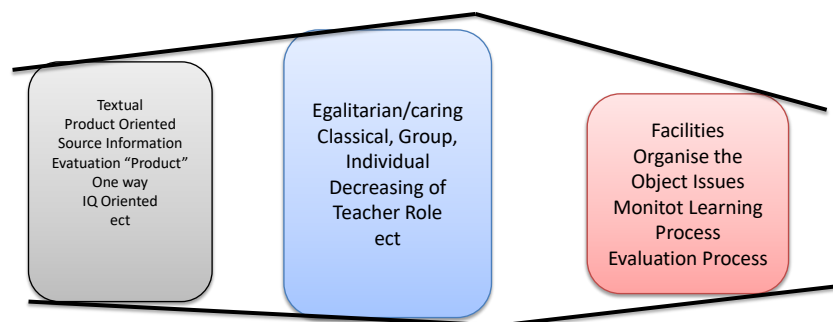 Textual
Product Oriented
Source Information
Evatuation “Product”
One way
IQ Oriented
ect
Egalitarian/caring
Classical, Group,
Individual
Decreasing of
Teacher Role
ect
Facilities
Organise the
Object Issues
Monitot Learning
Process
Evaluation Process